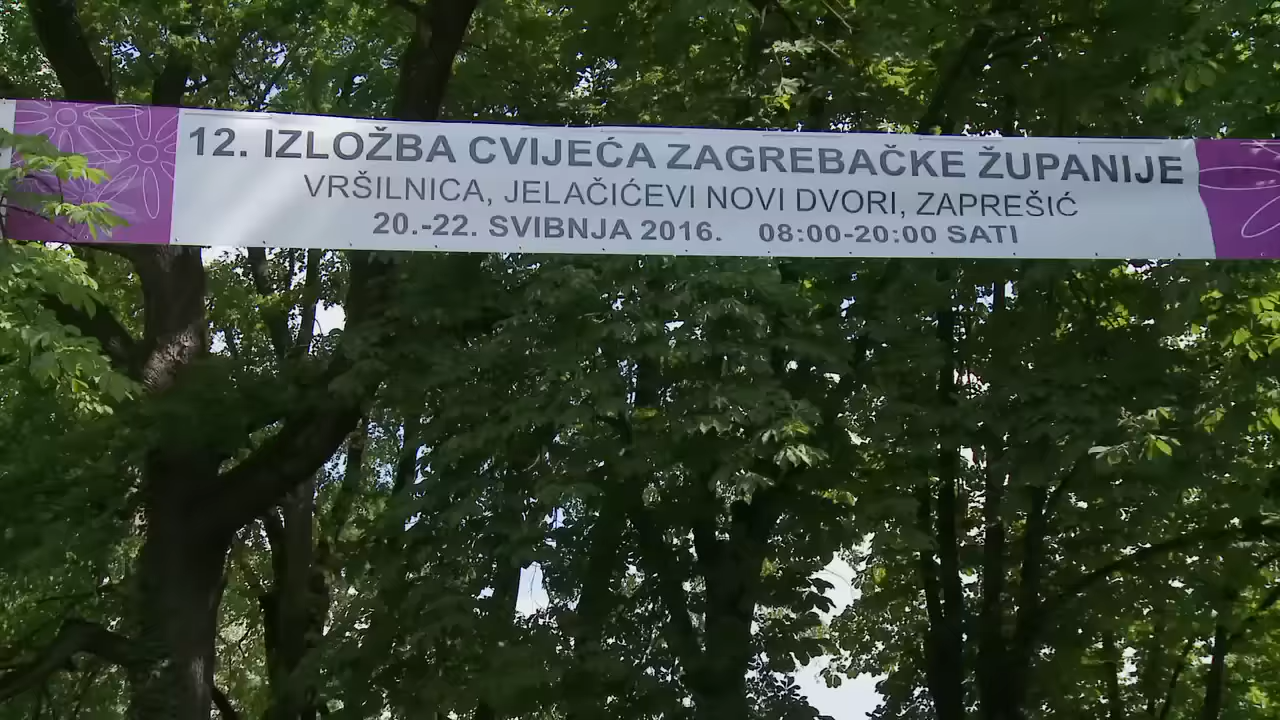 12. IZLOŽBA CVIJEĆA ZAGREBAČKE ŽUPANIJE
VRŠILNICA, JELAČIĆEVI NOVI DVORI, ZAPREŠIĆ
20.-22. SVIBNJA 2016. 08:00-20:00 SATI